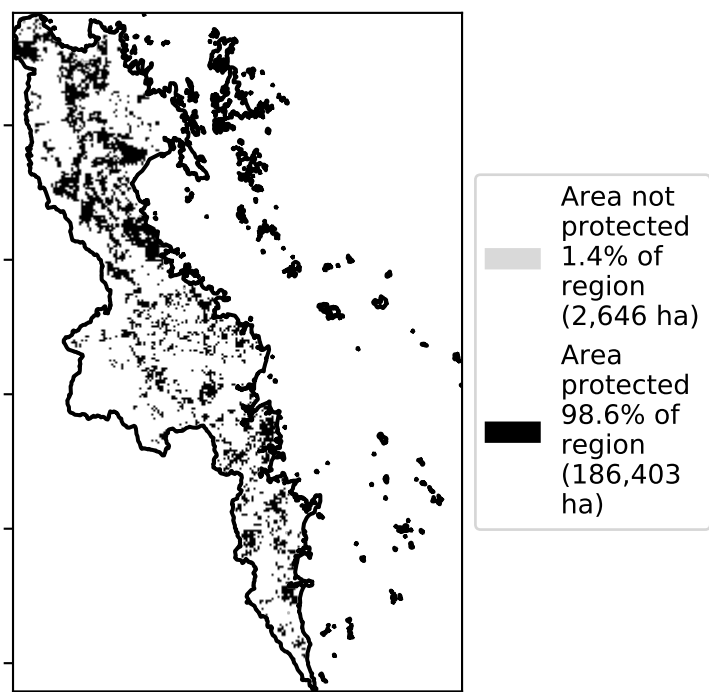 Area not
protected
1.4% of
region
(2,646 ha)
Area
protected
98.6% of
region
(186,403
ha)